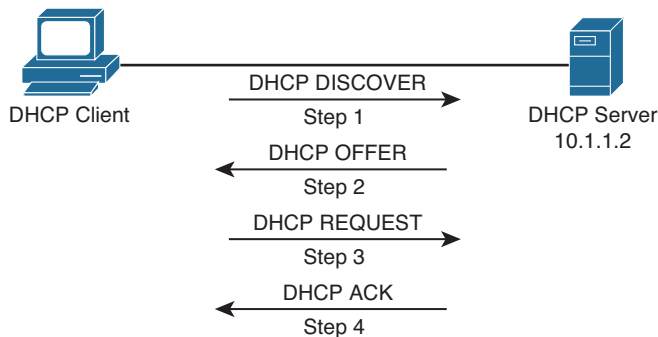 DHCP Client
DHCP Server
10.1.1.2
DHCP DISCOVER
Step 1
DHCP OFFER
Step 2
DHCP REQUEST
Step 3
DHCP ACK
Step 4